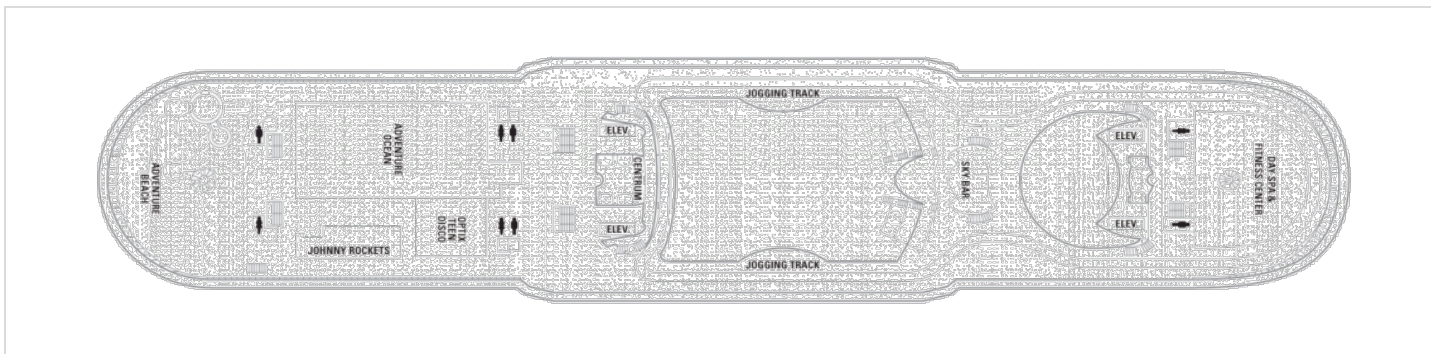 JOGGING TRACK
ADVENTURE
OCEAN
ELEV.
ELEV.
ADVENTURE
BEACH
CENTRUM
SKY BAR
DAY SPA &
FITNESS CENTER
OPTIX
TEEN
DISCO
ELEV.
ELEV.
JOHNNY ROCKETS
JOGGING TRACK